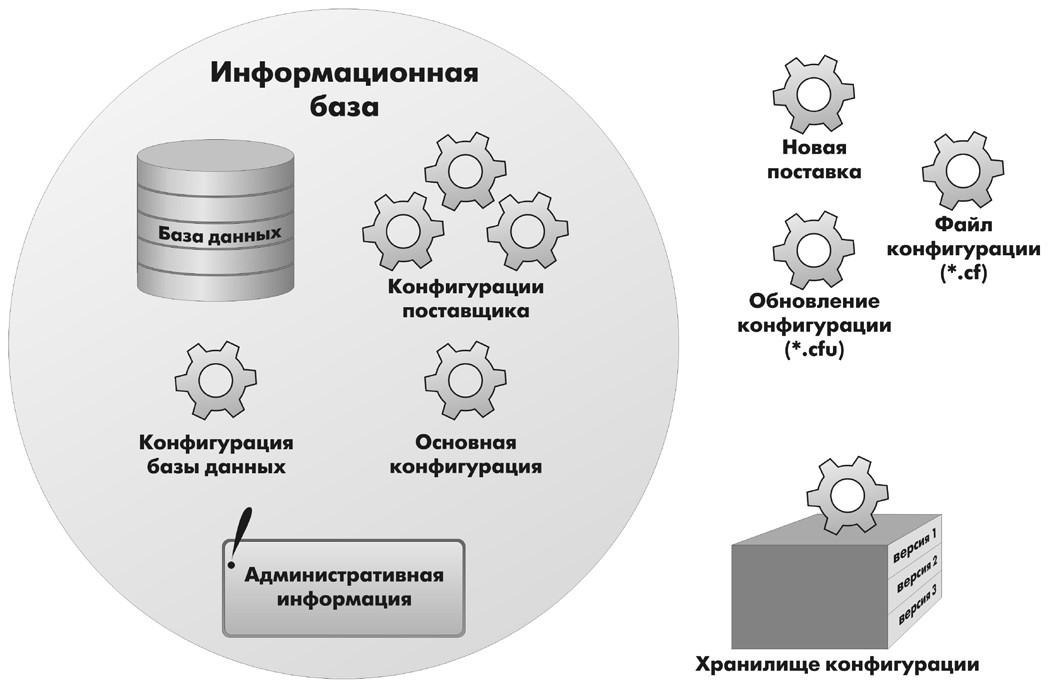 Информационная
база
База данных
Конфигурации
поставщика
Конфигурация
базы данных
Основная
конфигурация
Административная
информация
Новая
поставка
Файл
конфигурации
(*.cf)
Обновление
конфигурации
(*.cfu)
версия 1
версия 2
версия 3
Хранилище конфигурации